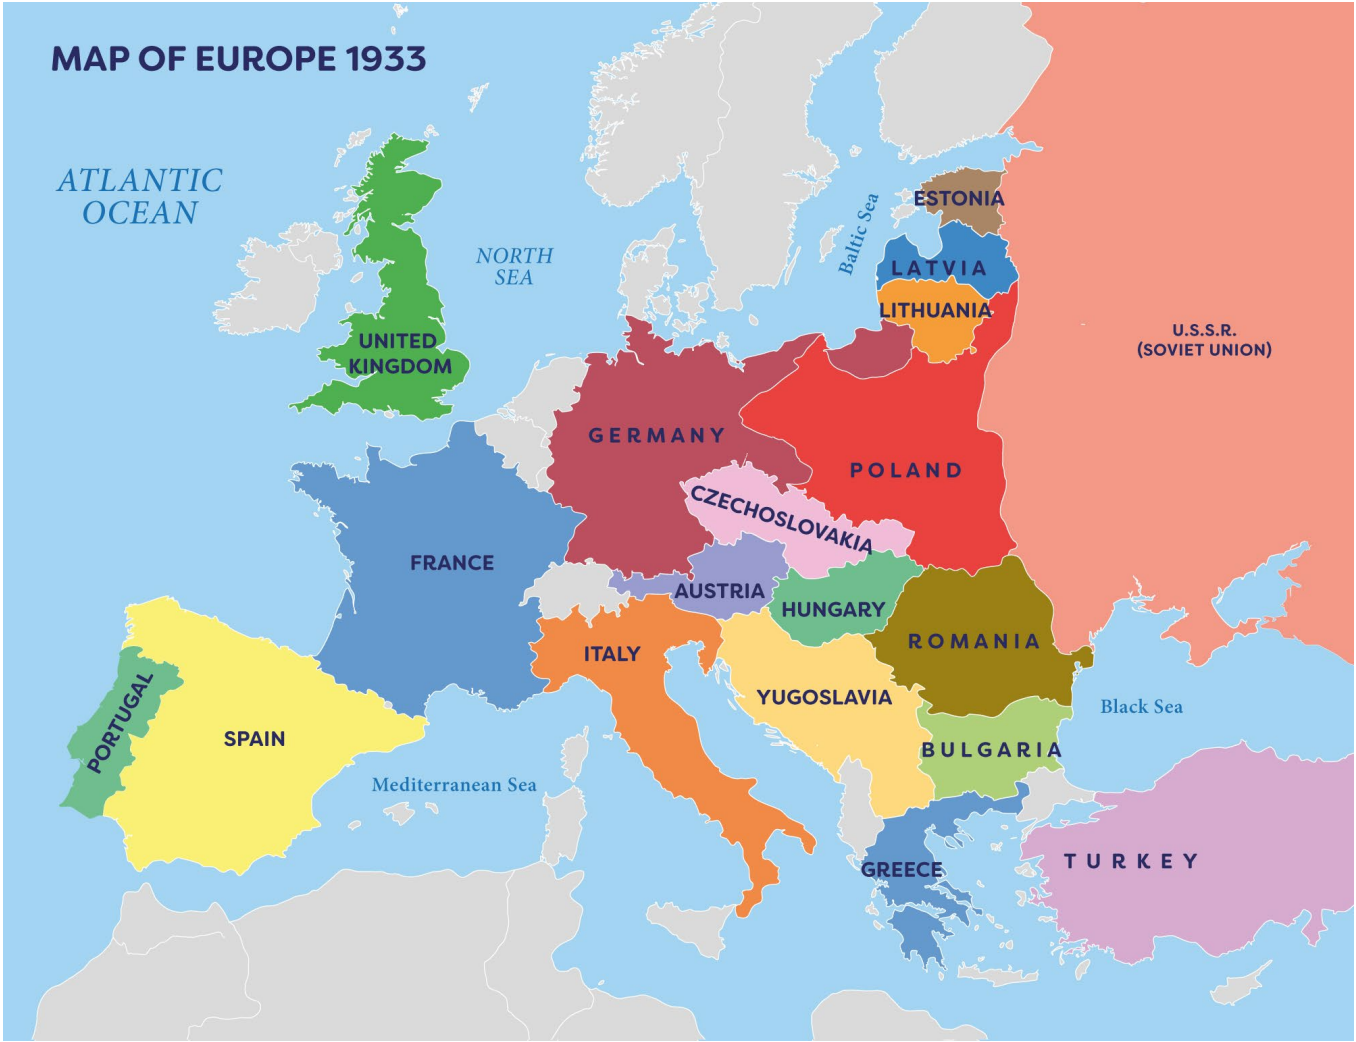 MAP OF EUROPE 1933
ATLANTIC
OCEAN
NORTH
SEA
Baltic Sea
ESTONIA
LATVIA
LITHUANIA
U.S.S.R.
(SOVIET UNION)
UNITED
KINGDOM
GERMANY
POLAND
CZECHOSLOVAKIA
FRANCE
AUSTRIA
HUNGARY
ROMANIA
ITALY
YUGOSLAVIA
PORTUGAL
SPAIN
Black Sea
BULGARIA
Mediterranean Sea
GREECE
TURKEY